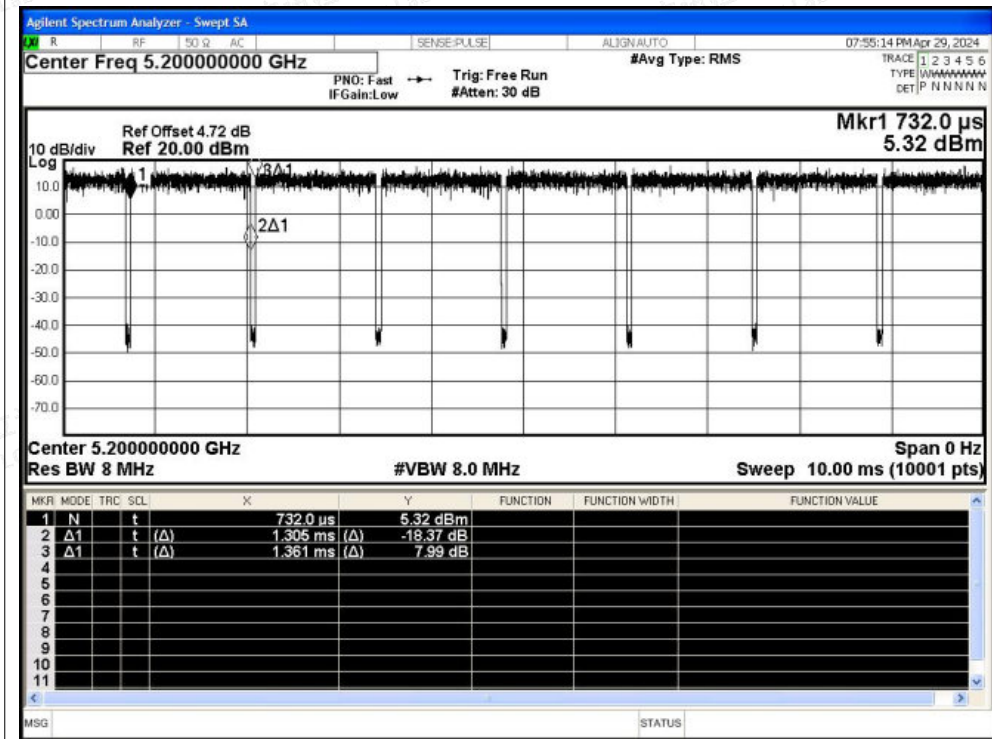 Agilent Spectrum Analyzer - Swept SA
LXI R RF 50 Ω AC SENSE:PULSE ALIGNAUTO 07:55:14 PM Apr 29, 2024
Center Freq 5.200000000 GHz #Avg Type: RMS TRACE 1 2 3 4 5 6
PNO: Fast Trig: Free Run TYPE
IFGain:Low #Atten: 30 dB DET P N N N N N
Mkr1 732.0 µs
Ref Offset 4.72 dB
10 dB/div Ref 20.00 dBm 5.32 dBm
Log
1 3Δ1
10.0
0.00
2Δ1
-10.0
-20.0
-30.0
-40.0
-50.0
-60.0
-70.0
Center 5.200000000 GHz Span 0 Hz
Res BW 8 MHz #VBW 8.0 MHz Sweep 10.00 ms (10001 pts)
MKR MODE TRC SCL X Y FUNCTION FUNCTION WIDTH FUNCTION VALUE
1 N t 732.0 µs 5.32 dBm
2 Δ1 t (Δ) 1.305 ms (Δ) -18.37 dB
3 Δ1 t (Δ) 1.361 ms (Δ) 7.99 dB
4
5
6
7
8
9
10
11
MSG STATUS